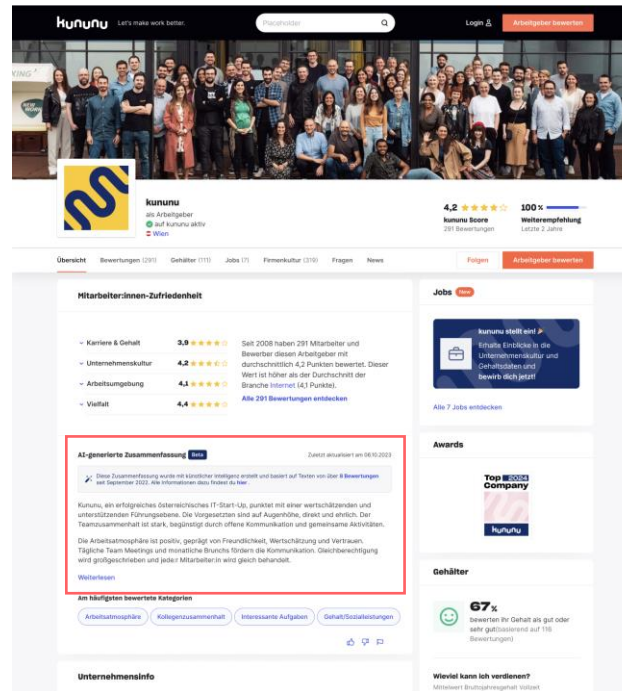 kununu Let's make work better. Placeholder Login Arbeitgeber bewerten
KING
NEW WORK
kununu
als Arbeitgeber
auf kununu aktiv
Wien
4,2
kununu Score
291 Bewertungen
100 %
Weiterempfehlung
Letzte 2 Jahre
Übersicht Bewertungen (291) Gehälter (111) Jobs (7) Firmenkultur (219) Fragen News Folgen Arbeitgeber bewerten
Mitarbeiter:innen-Zufriedenheit
Karriere & Gehalt 3,9
Unternehmenskultur 4,2
Arbeitsumgebung 4,1
Vielfalt 4,4
Seit 2008 haben 291 Mitarbeiter und
Bewerber diesen Arbeitgeber mit
durchschnittlich 4,2 Punkten bewertet. Dieser
Wert ist höher als der Durchschnitt der
Branche Internet (4,1 Punkte).
Alle 291 Bewertungen entdecken
Jobs New
kununu stellt ein!
Erhalte Einblicke in die
Unternehmenskultur und
Gehaltsdaten und
bewirb dich jetzt!
Alle 7 Jobs entdecken
AI-generierte Zusammenfassung Beta Zuletzt aktualisiert am 06.10.2023
Diese Zusammenfassung wurde mit künstlicher Intelligenz erstellt und basiert auf Texten von über 9 Bewertungen
seit September 2022. Alle Informationen dazu findest du hier.
Kununu, ein erfolgreiches österreichisches IT-Start-Up, punktet mit einer wertschätzenden und
unterstützenden Führungsebene. Die Vorgesetzten sind auf Augenhöhe, direkt und ehrlich. Der
Teamzusammenhalt ist stark, begünstigt durch offene Kommunikation und gemeinsame Aktivitäten.
Die Arbeitsatmosphäre ist positiv, geprägt von Freundlichkeit, Wertschätzung und Vertrauen.
Tägliche Team Meetings und monatliche Brunchs fördern die Kommunikation. Gleichberechtigung
wird großgeschrieben und jede:r Mitarbeiter:in wird gleich behandelt.
Weiterlesen
Am häufigsten bewertete Kategorien
Arbeitsatmosphäre Kollegenzusammenhalt Interessante Aufgaben Gehalt/Sozialleistungen
Awards
Top 2024
Company
kununu
Gehälter
67%
bewerten ihr Gehalt als gut oder
sehr gut(basierend auf 116
Bewertungen)
Unternehmensinfo
Wieviel kann ich verdienen?
Mittelwert Bruttojahresgehalt Vollzeit